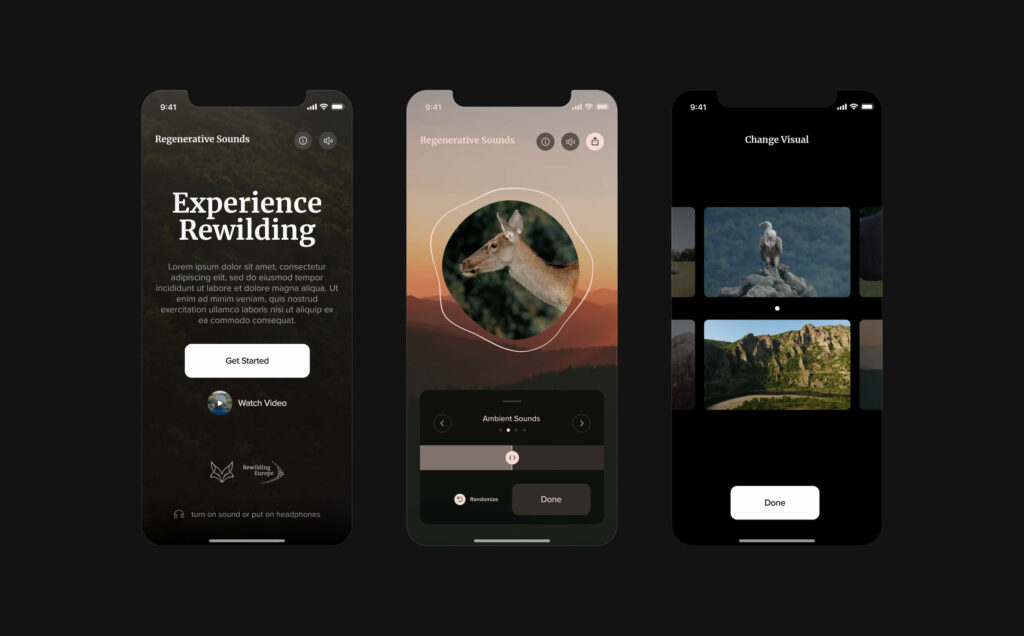 9:41
Regenerative Sounds
Experience
Rewilding
Lorem ipsum dolor sit amet, consectetur
adipiscing elit, sed do eiusmod tempor
incididunt ut labore et dolore magna aliqua. Ut
enim ad minim veniam, quis nostrud
exercitation ullamco laboris nisi ut aliquip ex
ea commodo consequat.
Get Started
Watch Video
Rewilding
Europe
turn on sound or put on headphones
9:41
Regenerative Sounds
Ambient Sounds
Randomize
Done
9:41
Change Visual
Done